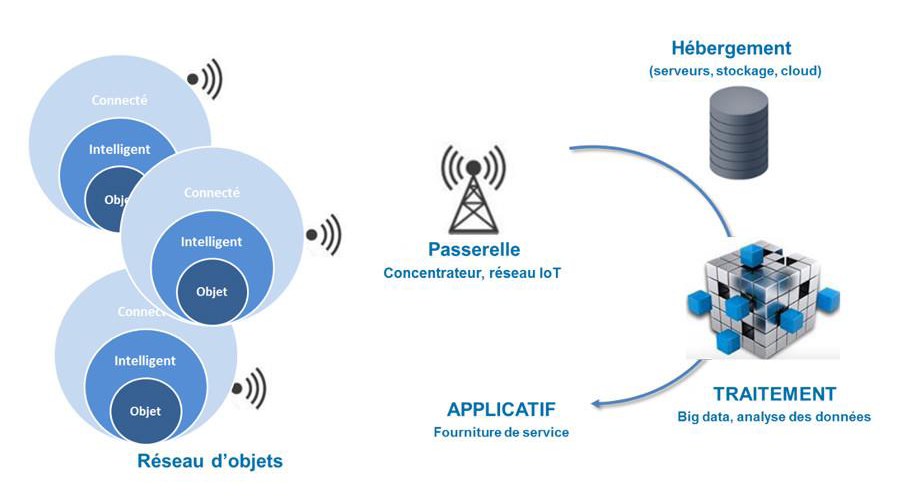 Connecté
Intelligent
Obje
Connecté
Intelligent
Objet
Connec
Intelligent
Objet
Réseau d’objets
Passerelle
Concentrateur, réseau IoT
Hébergement
(serveurs, stockage, cloud)
TRAITEMENT
Big data, analyse des données
APPLICATIF
Fourniture de service